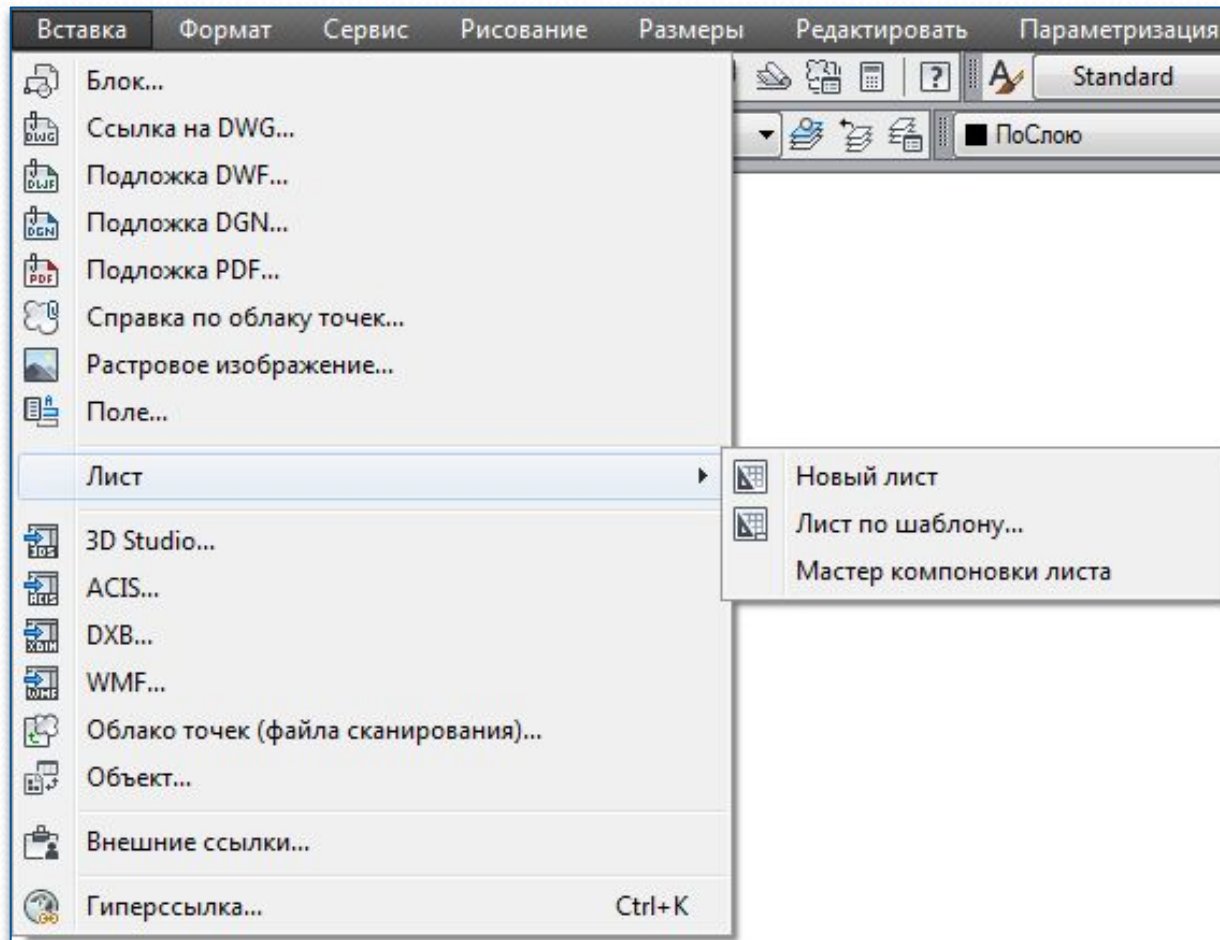 Вставка Формат Сервис Рисование Размеры Редактировать Параметризация
Блок...
? Standard
Ссылка на DWG...
ПоСлою
Подложка DWF...
Подложка DGN...
Подложка PDF...
Справка по облаку точек...
Растровое изображение...
Поле...
Лист
Новый лист
Лист по шаблону...
Мастер компоновки листа
3D Studio...
ACIS...
DXB...
WMF...
Облако точек (файла сканирования)...
Объект...
Внешние ссылки...
Гиперссылка... Ctrl+K